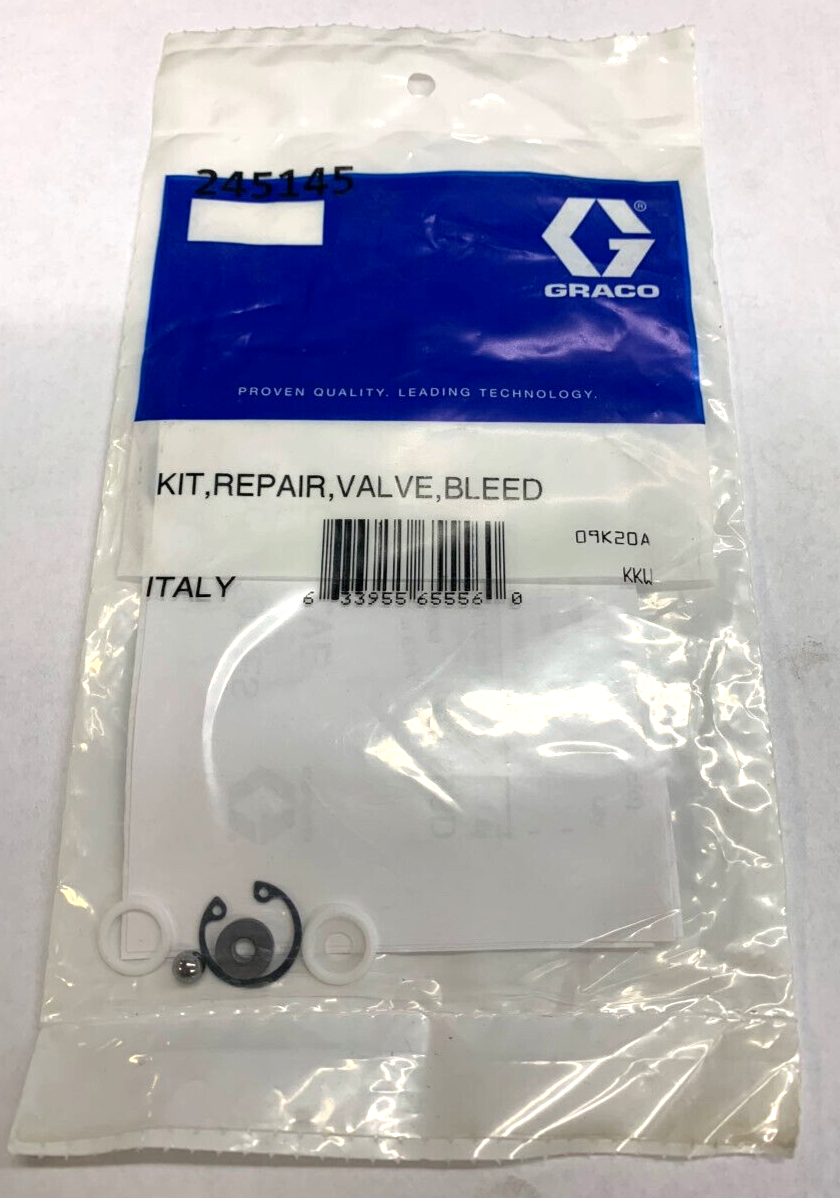 245145
®
GRACO
PROVEN QUALITY. LEADING TECHNOLOGY.
KIT,REPAIR,VALVE,BLEED
09K20A
KKW
ITALY
6 33955 65556 0